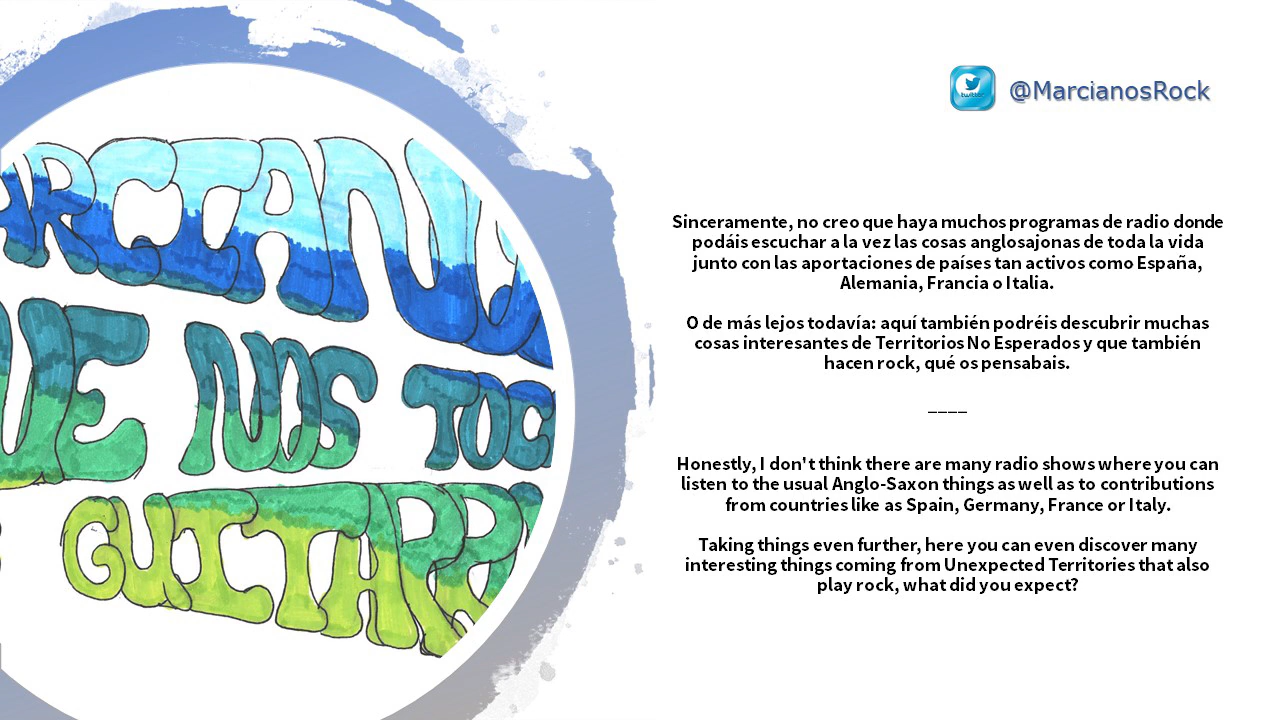 ARCIANO
UE NOS TOC
GUITARR
twitter
@MarcianosRock
Sinceramente, no creo que haya muchos programas de radio donde
podáis escuchar a la vez las cosas anglosajonas de toda la vida
junto con las aportaciones de países tan activos como España,
Alemania, Francia o Italia.
O de más lejos todavía: aquí también podréis descubrir muchas
cosas interesantes de Territorios No Esperados y que también
hacen rock, qué os pensabais.
____
Honestly, I don't think there are many radio shows where you can
listen to the usual Anglo-Saxon things as well as to contributions
from countries like as Spain, Germany, France or Italy.
Taking things even further, here you can even discover many
interesting things coming from Unexpected Territories that also
play rock, what did you expect?